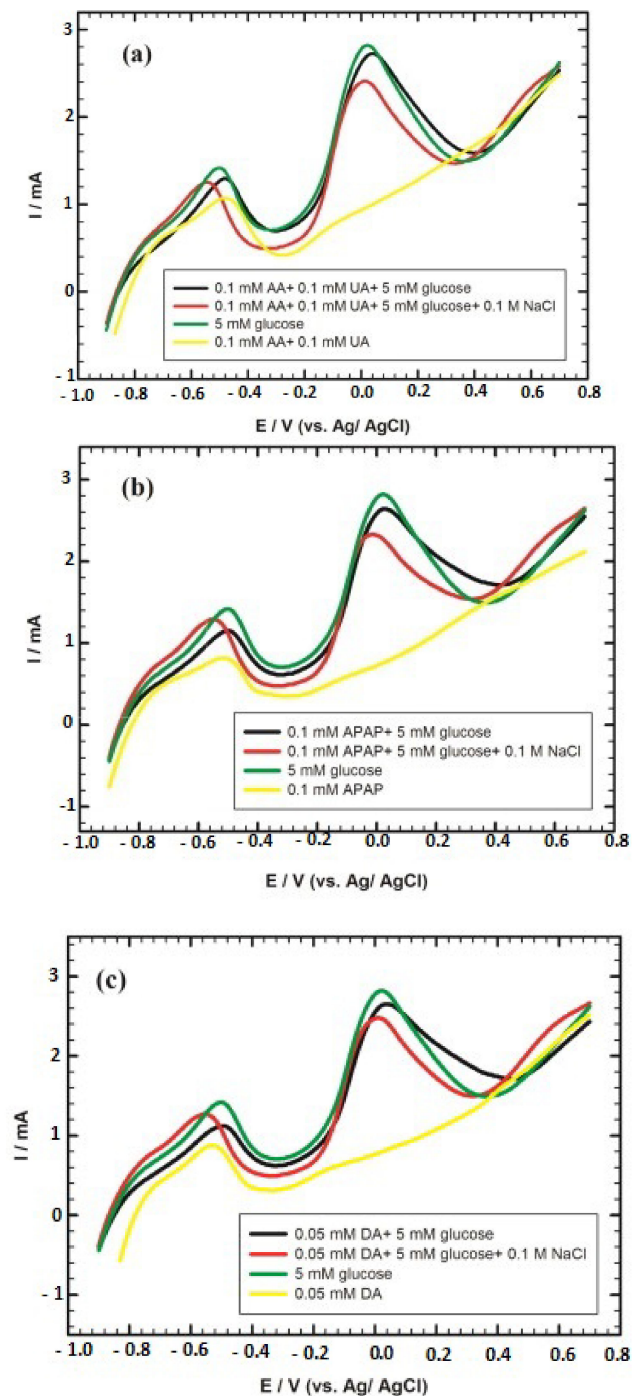 (a)
3
2
1
0
- 1
I / mA
0.1 mM AA+ 0.1 mM UA+ 5 mM glucose
0.1 mM AA+ 0.1 mM UA+ 5 mM glucose+ 0.1 M NaCl
5 mM glucose
0.1 mM AA+ 0.1 mM UA
- 1.0 - 0.8 - 0.6 - 0.4 - 0.2 0.0 0.2 0.4 0.6 0.8
E / V (vs. Ag/ AgCl)
(b)
3
2
1
0
-1
I / mA
0.1 mM APAP+ 5 mM glucose
0.1 mM APAP+ 5 mM glucose+ 0.1 M NaCl
5 mM glucose
0.1 mM APAP
- 1.0 - 0.8 - 0.6 - 0.4 - 0.2 0.0 0.2 0.4 0.6 0.8
E / V (vs. Ag/ AgCl)
(c)
3
2
1
0
- 1
I / mA
0.05 mM DA+ 5 mM glucose
0.05 mM DA+ 5 mM glucose+ 0.1 M NaCl
5 mM glucose
0.05 mM DA
- 1.0 - 0.8 - 0.6 - 0.4 - 0.2 0.0 0.2 0.4 0.6 0.8
E / V (vs. Ag/ AgCl)